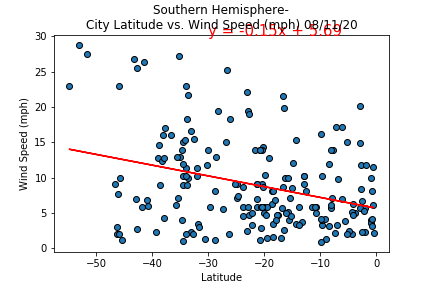 Southern Hemisphere-
City Latitude vs. Wind Speed (mph) 08/11/20
y = -0.15x + 5.69
30
25
20
15
10
5
0
Wind Speed (mph)
−50
−40
−30
−20
−10
0
Latitude